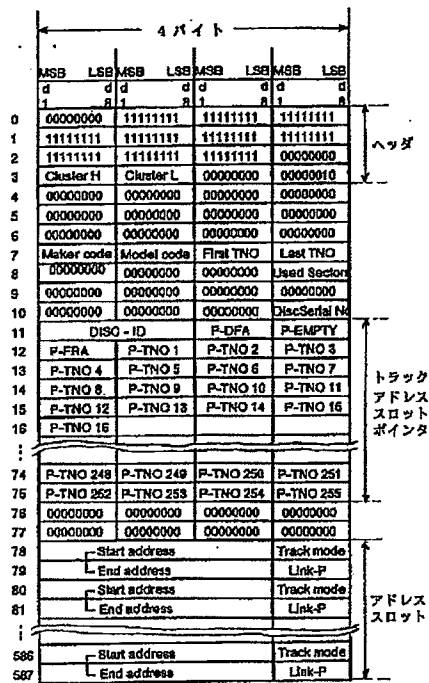 4 バイト
MSB LSB MSB LSB MSB LSB MSB LSB
d d d d d d d d
1 8 1 8 1 8 1 8
0 00000000 11111111 11111111 11111111
1 11111111 11111111 11111111 11111111
2 11111111 11111111 11111111 00000000
3 Cluster H Cluster L 00000000 00000010
ヘッダ
4 00000000 00000000 00000000 00000000
5 00000000 00000000 00000000 00000000
6 00000000 00000000 00000000 00000000
7 Maker code Model code First TNO Last TNO
8 00000000 00000000 00000000 Used Sectors
9 00000000 00000000 00000000 00000000
10 00000000 00000000 00000000 DiscSerial No
11 DISC - ID P-DFA P-EMPTY
12 P-FRA P-TNO 1 P-TNO 2 P-TNO 3
13 P-TNO 4 P-TNO 5 P-TNO 6 P-TNO 7
14 P-TNO 8 P-TNO 9 P-TNO 10 P-TNO 11
15 P-TNO 12 P-TNO 13 P-TNO 14 P-TNO 15
16 P-TNO 16
74 P-TNO 248 P-TNO 249 P-TNO 250 P-TNO 251
75 P-TNO 252 P-TNO 253 P-TNO 254 P-TNO 255
トラック
アドレス
スロット
ポインタ
76 00000000 00000000 00000000 00000000
77 00000000 00000000 00000000 00000000
78 Start address Track mode
79 End address Link-P
80 Start address Track mode
81 End address Link-P
586 Start address Track mode
587 End address Link-P
アドレス
スロット